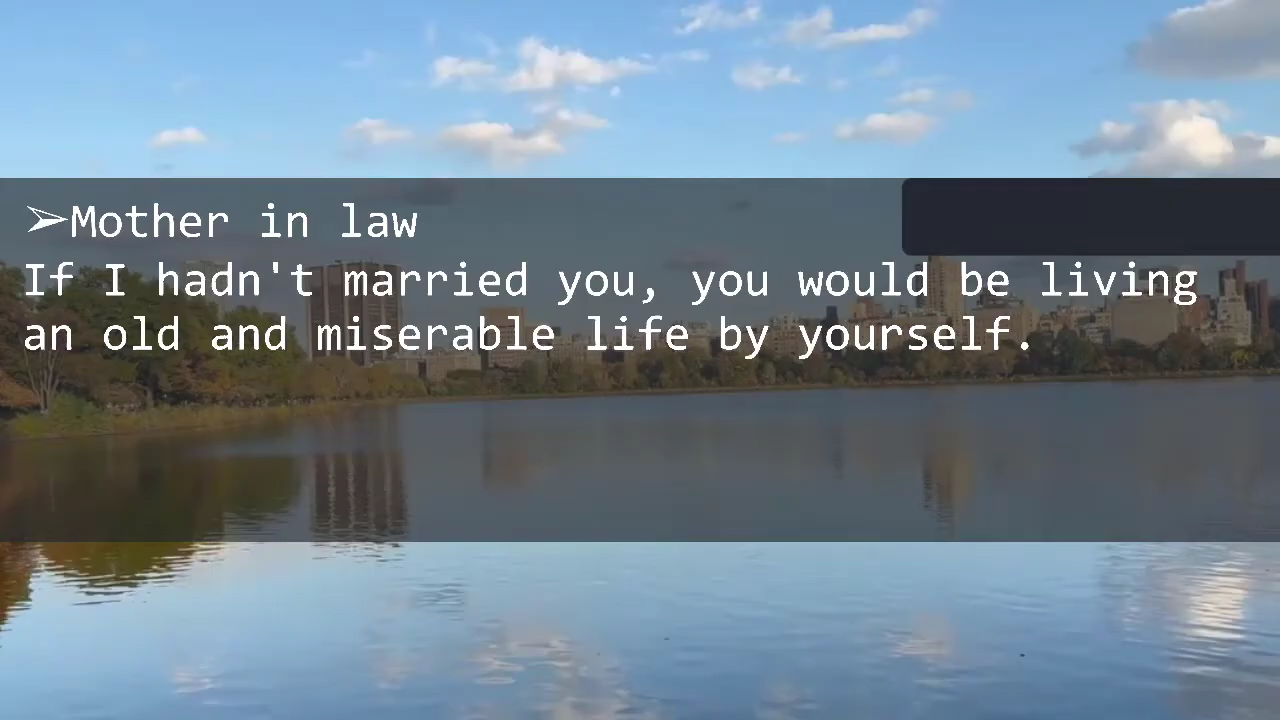 ➢Mother in law
If I hadn't married you, you would be living
an old and miserable life by yourself.